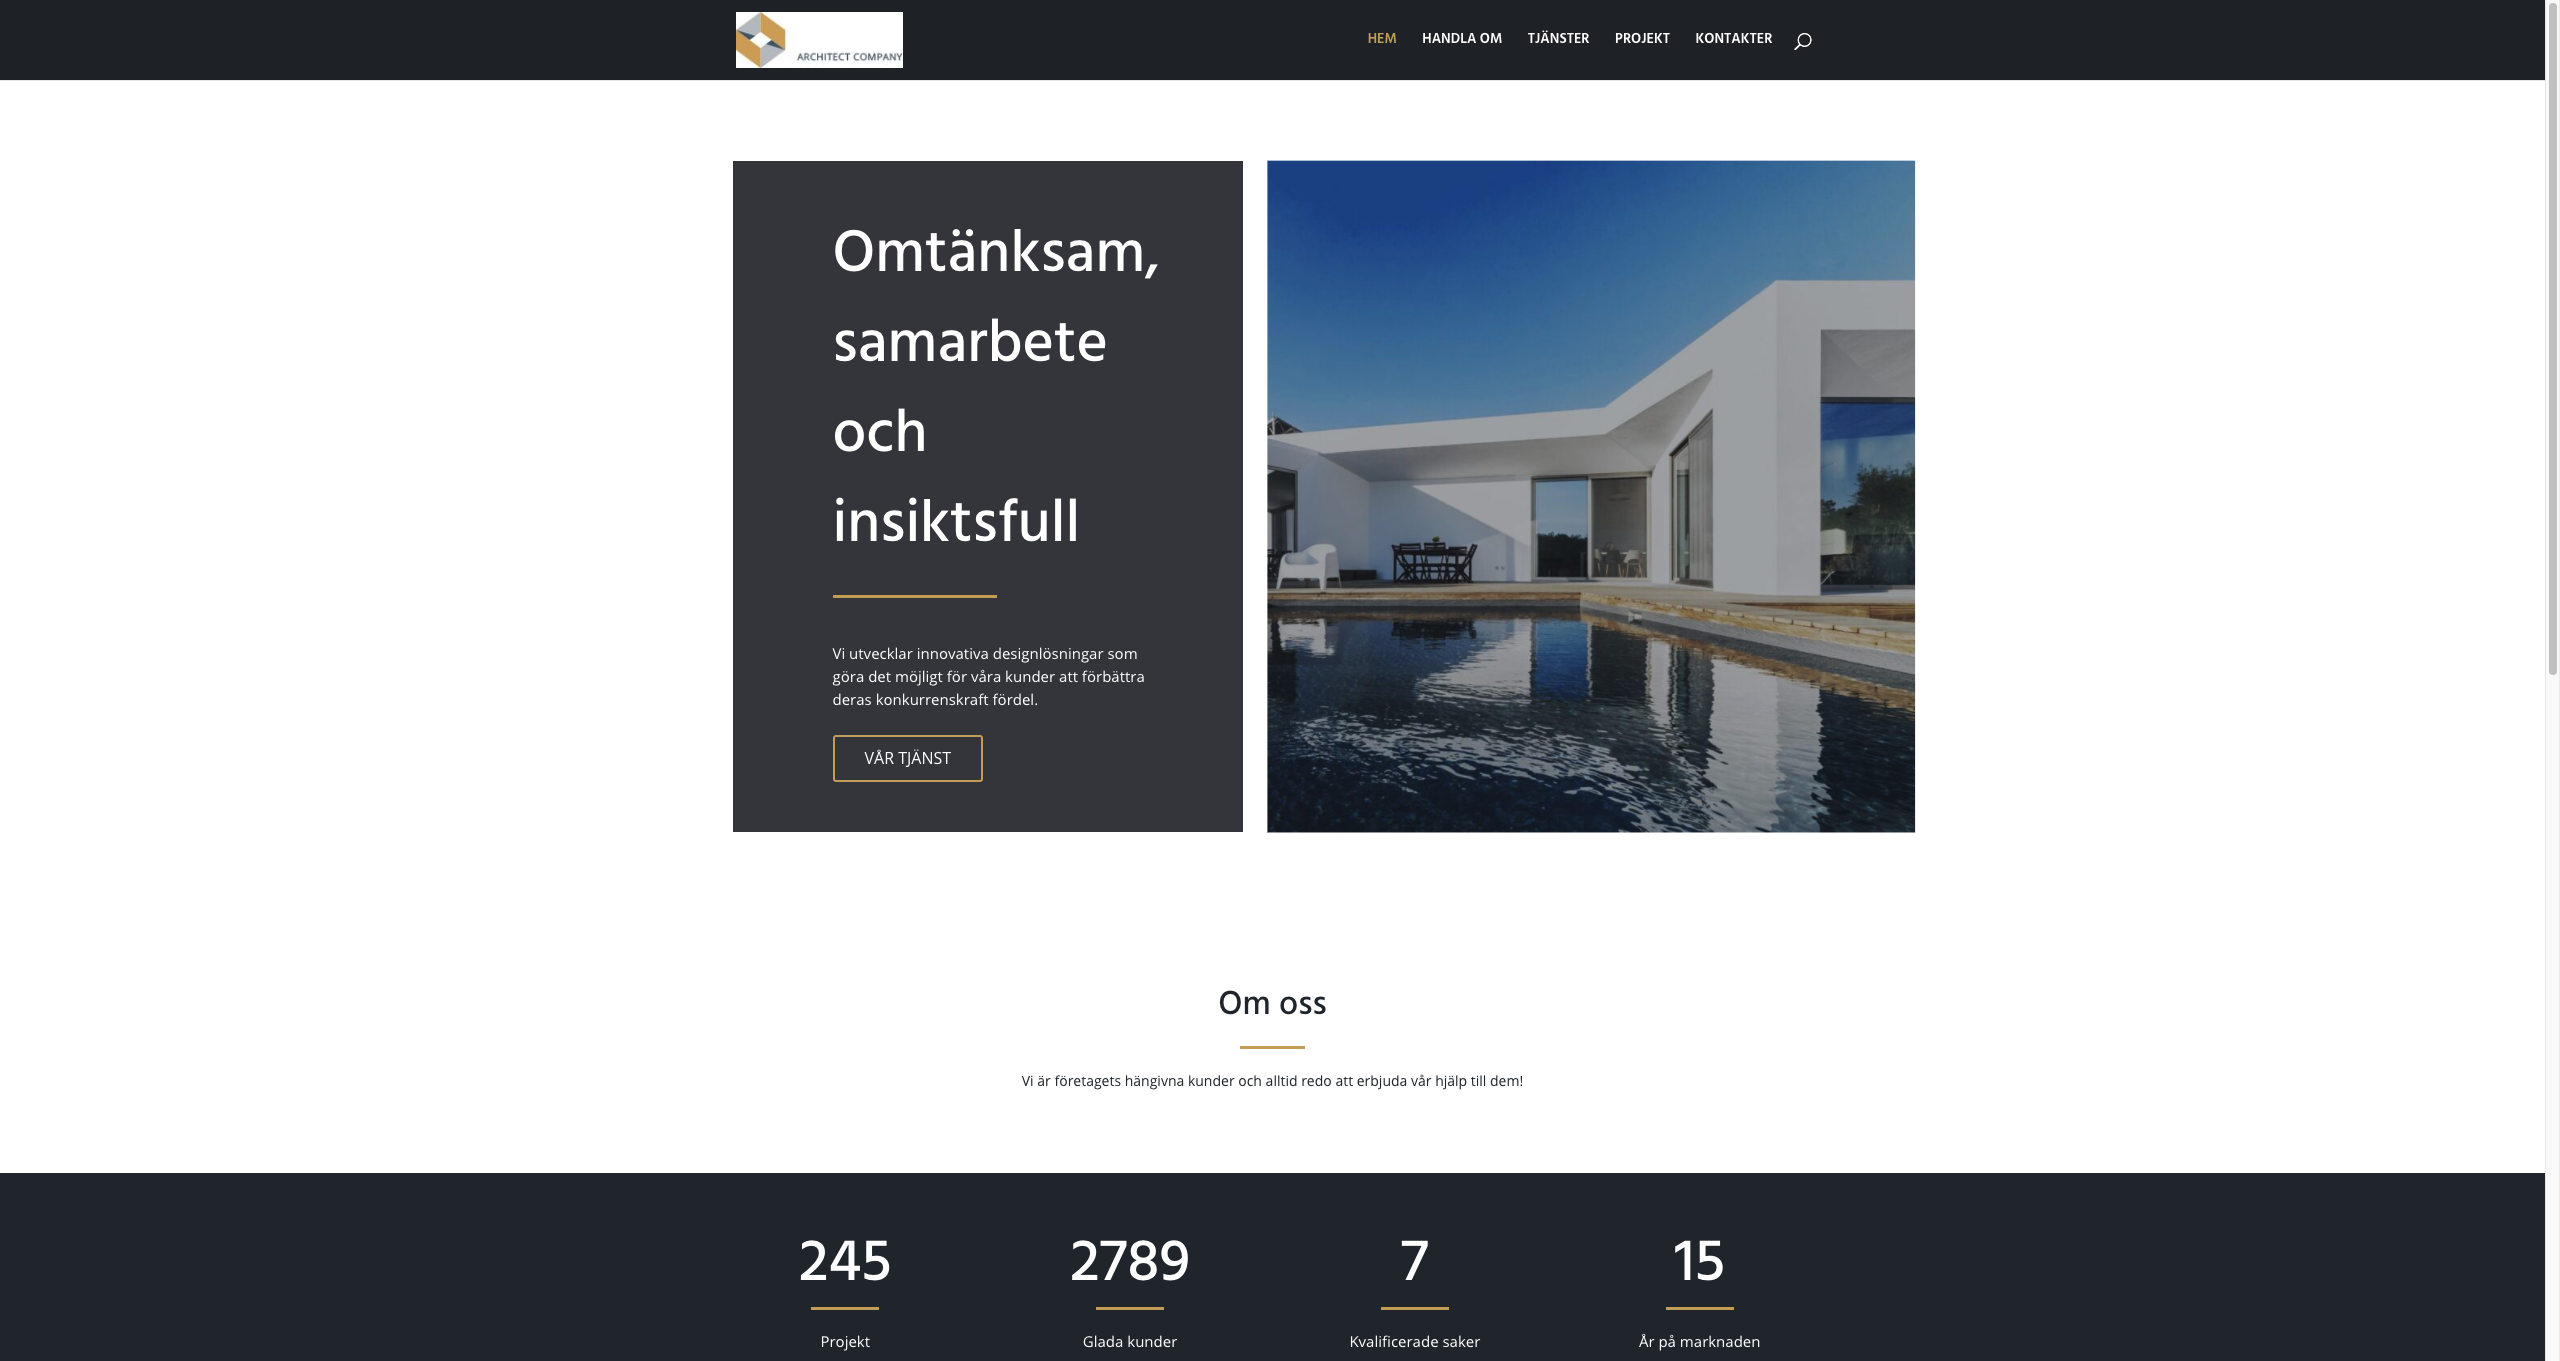 ARCHITECT COMPANY
HEM HANDLA OM TJÄNSTER PROJEKT KONTAKTER
Omtänksam,
samarbete
och
insiktsfull
Vi utvecklar innovativa designlösningar som
göra det möjligt för våra kunder att förbättra
deras konkurrenskraft fördel.
VÅR TJÄNST
Om oss
Vi är företagets hängivna kunder och alltid redo att erbjuda vår hjälp till dem!
245 2789 7 15
Projekt Glada kunder Kvalificerade saker År på marknaden